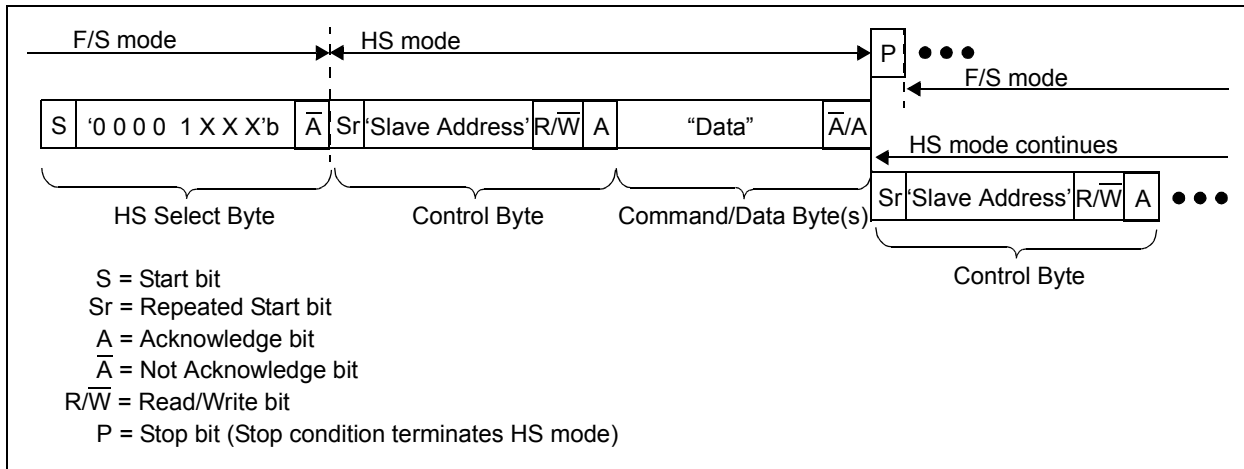 F/S mode HS mode
P
F/S mode
S ‘0 0 0 0 1 X X X’b A̅ Sr ‘Slave Address’ R/W̅ A “Data” A̅/A
HS mode continues
HS Select Byte Control Byte Command/Data Byte(s)
Sr ‘Slave Address’ R/W̅ A
Control Byte
S = Start bit
Sr = Repeated Start bit
A = Acknowledge bit
A̅ = Not Acknowledge bit
R/W̅ = Read/Write bit
P = Stop bit (Stop condition terminates HS mode)